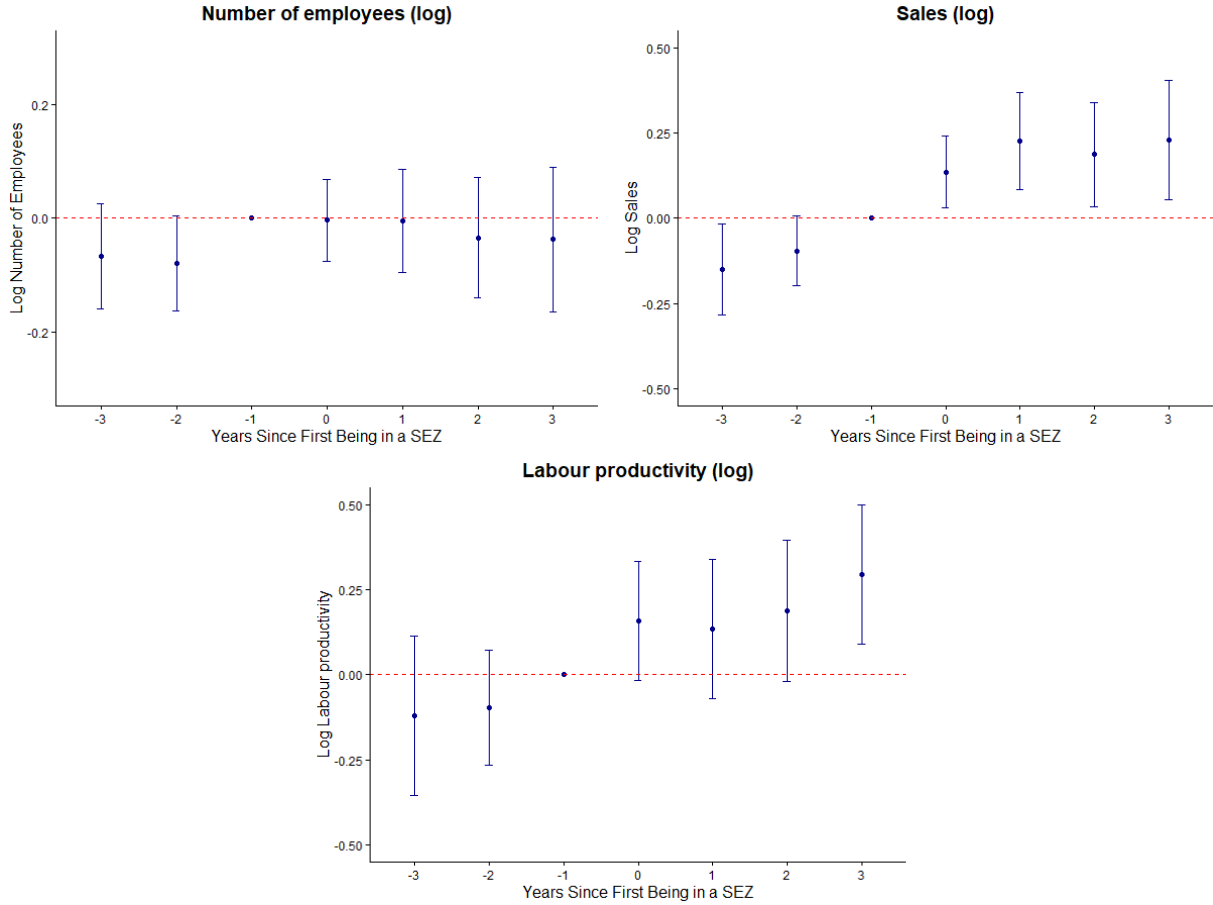 Number of employees (log)
Log Number of Employees
0.2
0.0
-0.2
-3 -2 -1 0 1 2 3
Years Since First Being in a SEZ
Sales (log)
Log Sales
0.50
0.25
0.00
-0.25
-0.50
-3 -2 -1 0 1 2 3
Years Since First Being in a SEZ
Labour productivity (log)
Log Labour productivity
0.50
0.25
0.00
-0.25
-0.50
-3 -2 -1 0 1 2 3
Years Since First Being in a SEZ